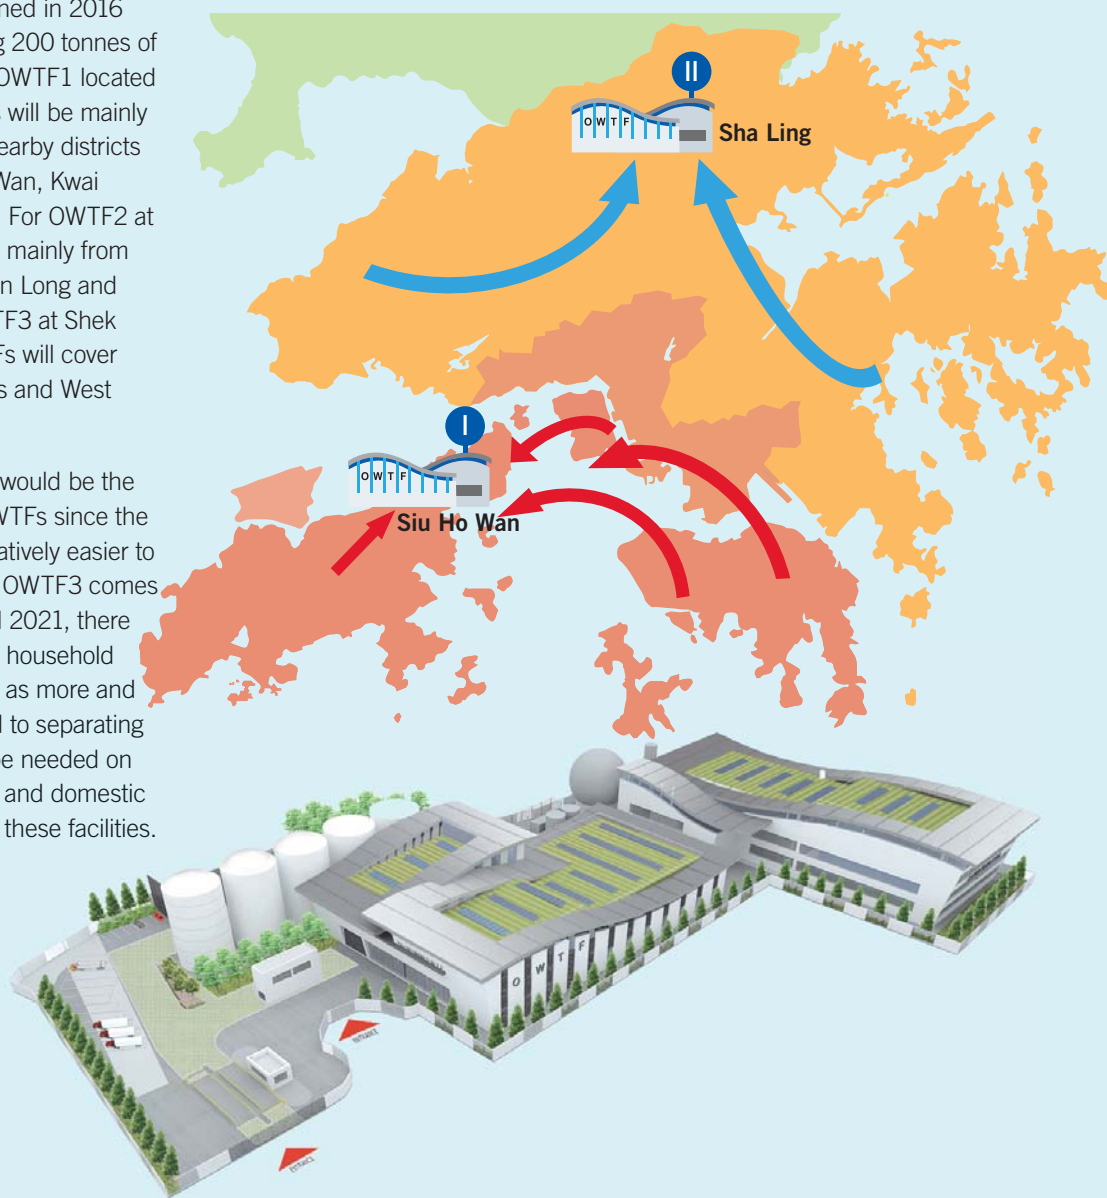 ned in 2016
g 200 tonnes of
OWTF1 located
s will be mainly
earby districts
Wan, Kwai
. For OWTF2 at
mainly from
n Long and
TF3 at Shek
Fs will cover
s and West
would be the
WTFs since the
atively easier to
OWTF3 comes
d 2021, there
household
as more and
d to separating
be needed on
and domestic
these facilities.
II
OWTF
Sha Ling
I
OWTF
Siu Ho Wan
OWTF
ENTRANCE
ENTRANCE